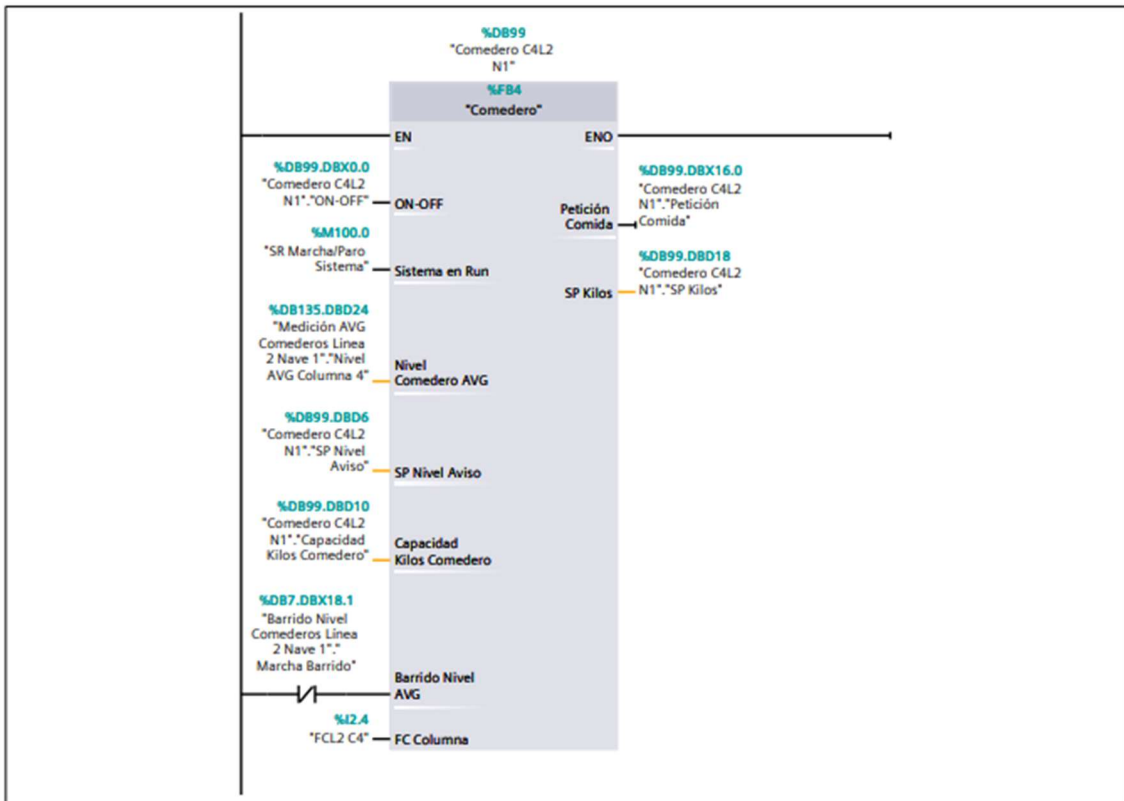 %DB99
"Comedero C4L2
N1"
%FB4
"Comedero"
EN
ENO
%DB99.DBX0.0
"Comedero C4L2
N1"."ON-OFF"
ON-OFF
%DB99.DBX16.0
"Comedero C4L2
N1"."Petición
Comida"
Petición
Comida
%M100.0
"SR Marcha/Paro
Sistema"
Sistema en Run
%DB99.DBD18
"Comedero C4L2
N1"."SP Kilos"
SP Kilos
%DB135.DBD24
"Medición AVG
Comederos Linea
2 Nave 1"."Nivel
AVG Columna 4"
Nivel
Comedero AVG
%DB99.DBD6
"Comedero C4L2
N1"."SP Nivel
Aviso"
SP Nivel Aviso
%DB99.DBD10
"Comedero C4L2
N1"."Capacidad
Kilos Comedero"
Capacidad
Kilos Comedero
%DB7.DBX18.1
"Barrido Nivel
Comederos Línea
2 Nave 1"."
Marcha Barrido"
Barrido Nivel
AVG
%I2.4
"FCL2 C4"
FC Columna